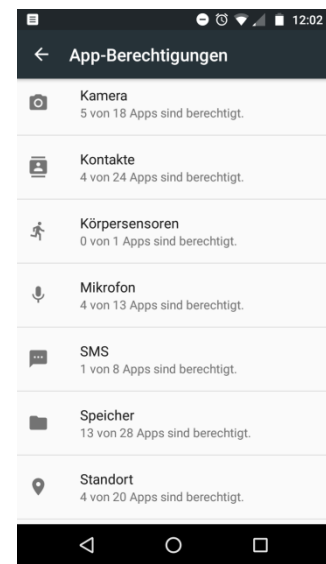 12:02
App-Berechtigungen
Kamera
5 von 18 Apps sind berechtigt.
Kontakte
4 von 24 Apps sind berechtigt.
Körpersensoren
0 von 1 Apps sind berechtigt.
Mikrofon
4 von 13 Apps sind berechtigt.
SMS
1 von 8 Apps sind berechtigt.
Speicher
13 von 28 Apps sind berechtigt.
Standort
4 von 20 Apps sind berechtigt.